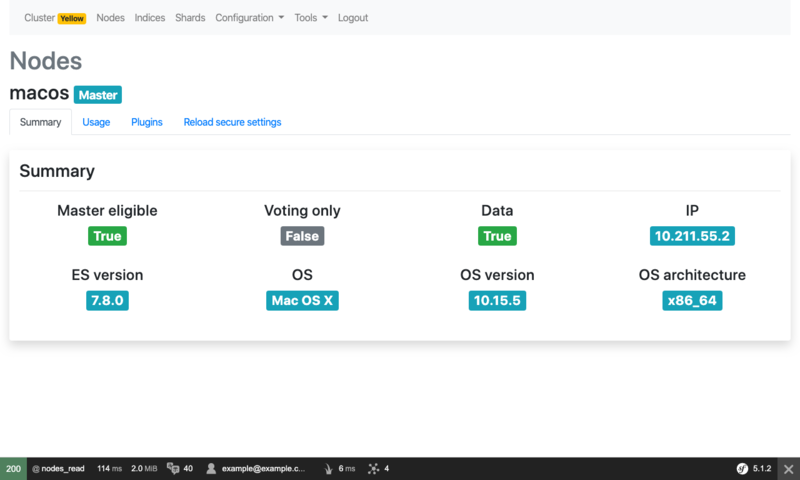 Cluster Yellow Nodes Indices Shards Configuration Tools Logout
Nodes
macos Master
Summary Usage Plugins Reload secure settings
Summary
Master eligible Voting only Data IP
True False True 10.211.55.2
ES version OS OS version OS architecture
7.8.0 Mac OS X 10.15.5 x86_64
200 @ nodes_read 114 ms 2.0 MiB 40 example@example.c... 6 ms 4 sf 5.1.2